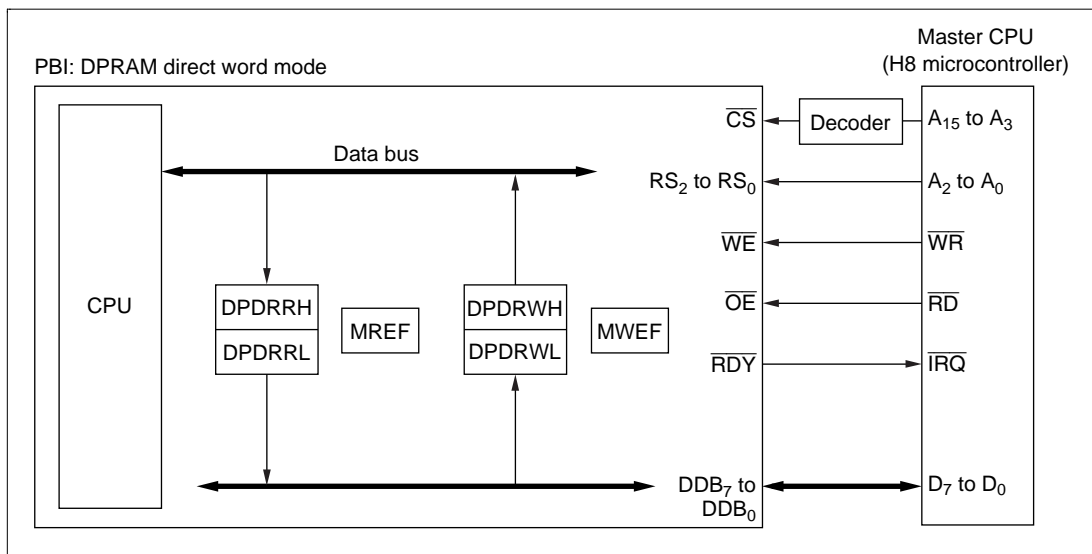 Master CPU
(H8 microcontroller)
PBI: DPRAM direct word mode
CS
Decoder
A15 to A3
Data bus
RS2 to RS0
A2 to A0
WE
WR
CPU
DPDRRH
DPDRRL
MREF
DPDRWH
DPDRWL
MWEF
OE
RD
RDY
IRQ
DDB7 to
DDB0
D7 to D0